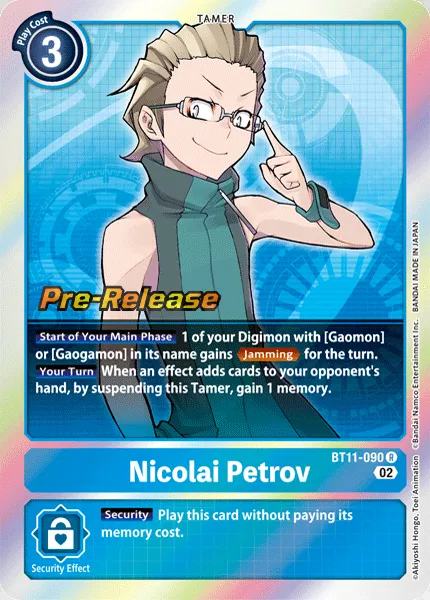 TAMER
Play Cost
3
Pre-Release
Start of Your Main Phase 1 of your Digimon with [Gaomon]
or [Gaogamon] in its name gains Jamming for the turn.
Your Turn When an effect adds cards to your opponent's
hand, by suspending this Tamer, gain 1 memory.
BT11-090 R
Nicolai Petrov
02
Security Play this card without paying its
memory cost.
Security Effect
©Akiyoshi Hongo, Toei Animation ©Bandai Namco Entertainment Inc. BANDAI MADE IN JAPAN